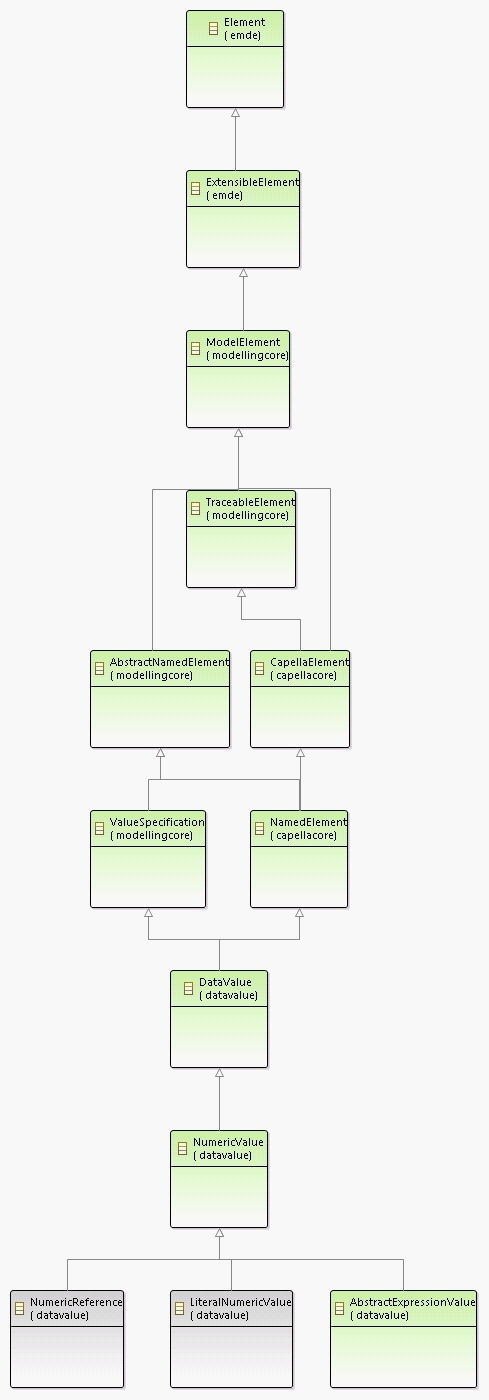 Element
( emde)
ExtensibleElement
( emde)
ModelElement
( modellingcore)
TraceableElement
( modellingcore)
AbstractNamedElement
( modellingcore)
CapellaElement
( capellacore)
ValueSpecification
( modellingcore)
NamedElement
( capellacore)
DataValue
( datavalue)
NumericValue
( datavalue)
NumericReference
( datavalue)
LiteralNumericValue
( datavalue)
AbstractExpressionValue
( datavalue)